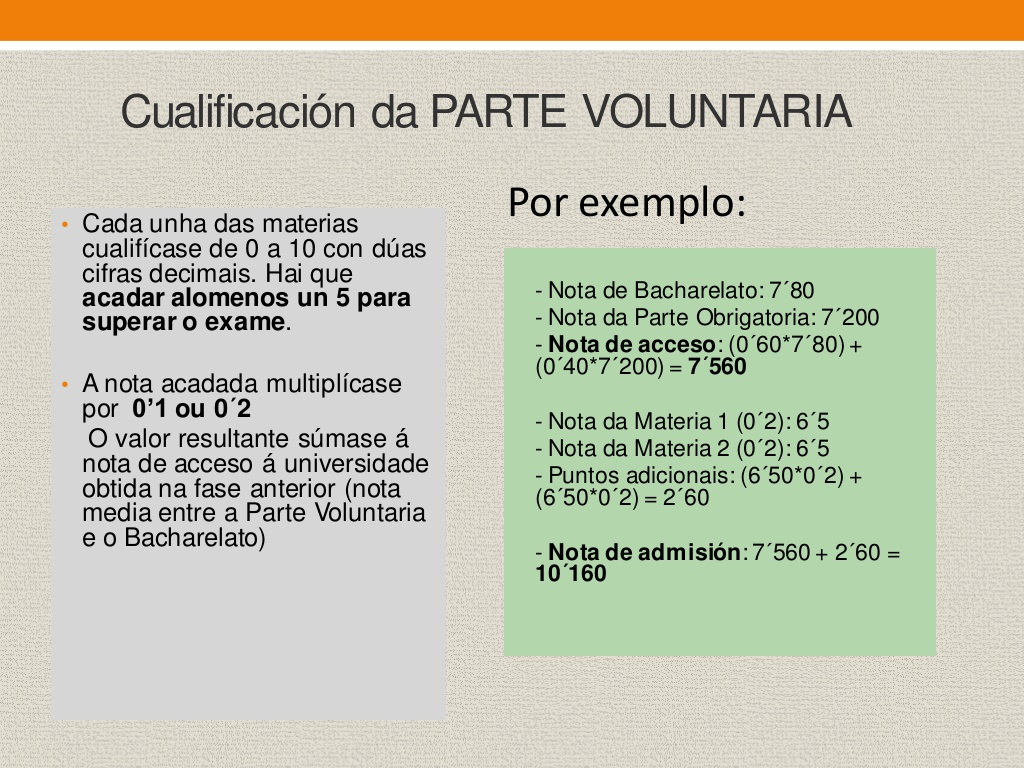 Cualificación da PARTE VOLUNTARIA
• Cada unha das materias
cualifícase de 0 a 10 con dúas
cifras decimais. Hai que
acadar alomenos un 5 para
superar o exame.
• A nota acadada multiplícase
por 0’1 ou 0´2
O valor resultante súmase á
nota de acceso á universidade
obtida na fase anterior (nota
media entre a Parte Voluntaria
e o Bacharelato)
Por exemplo:
- Nota de Bacharelato: 7´80
- Nota da Parte Obrigatoria: 7´200
- Nota de acceso: (0´60*7´80) +
(0´40*7´200) = 7´560
- Nota da Materia 1 (0´2): 6´5
- Nota da Materia 2 (0´2): 6´5
- Puntos adicionais: (6´50*0´2) +
(6´50*0´2) = 2´60
- Nota de admisión: 7´560 + 2´60 =
10´160